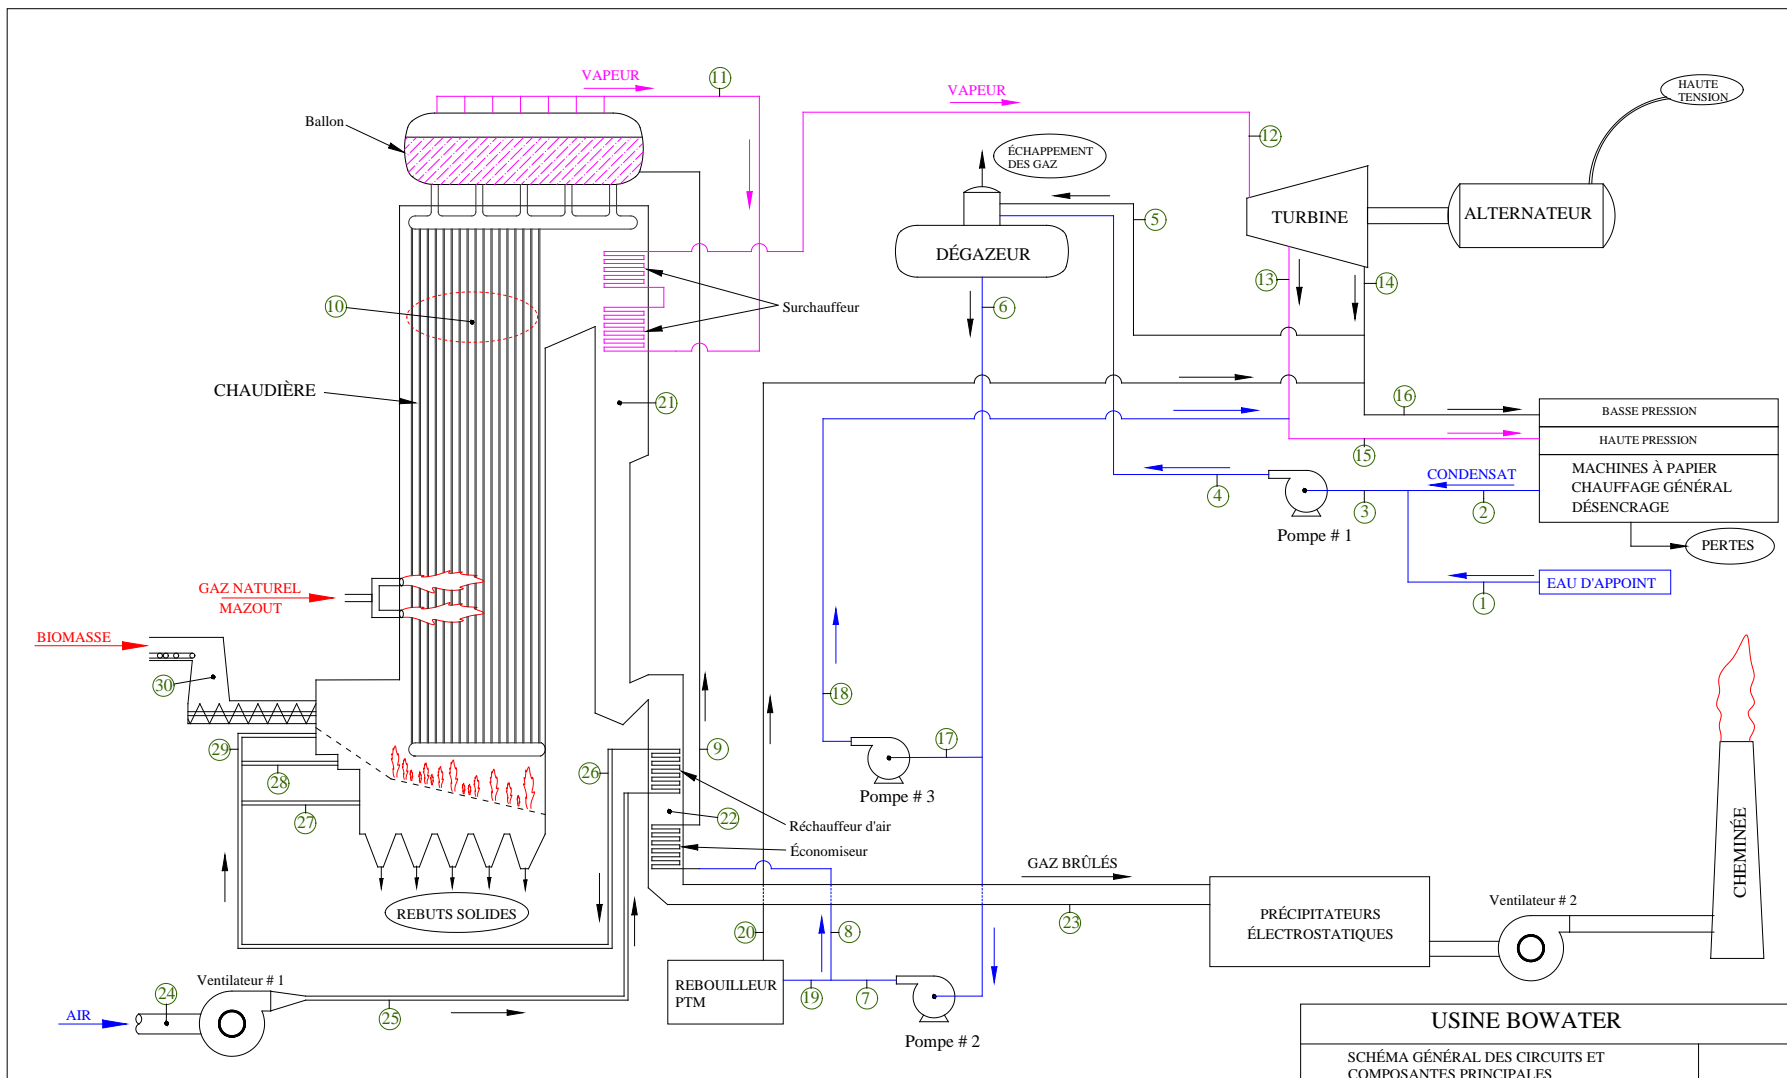 VAPEUR
11
VAPEUR
HAUTE
TENSION
Ballon
12
ÉCHAPPEMENT
DES GAZ
5
TURBINE
ALTERNATEUR
DÉGAZEUR
13
14
10
6
Surchauffeur
CHAUDIÈRE
21
16
BASSE PRESSION
HAUTE PRESSION
15
MACHINES À PAPIER
CHAUFFAGE GÉNÉRAL
DÉSENCRAGE
CONDENSAT
4
3
2
Pompe # 1
PERTES
EAU D'APPOINT
1
GAZ NATUREL
MAZOUT
BIOMASSE
30
18
29
28
27
26
9
17
Pompe # 3
22
Réchauffeur d'air
Économiseur
GAZ BRÛLÉS
CHEMINÉE
REBUTS SOLIDES
23
PRÉCIPITATEURS
ÉLECTROSTATIQUES
Ventilateur # 2
20
8
REBOUILLEUR
PTM
19
7
Pompe # 2
Ventilateur # 1
24
AIR
25
USINE BOWATER
SCHÉMA GÉNÉRAL DES CIRCUITS ET
COMPOSANTES PRINCIPALES